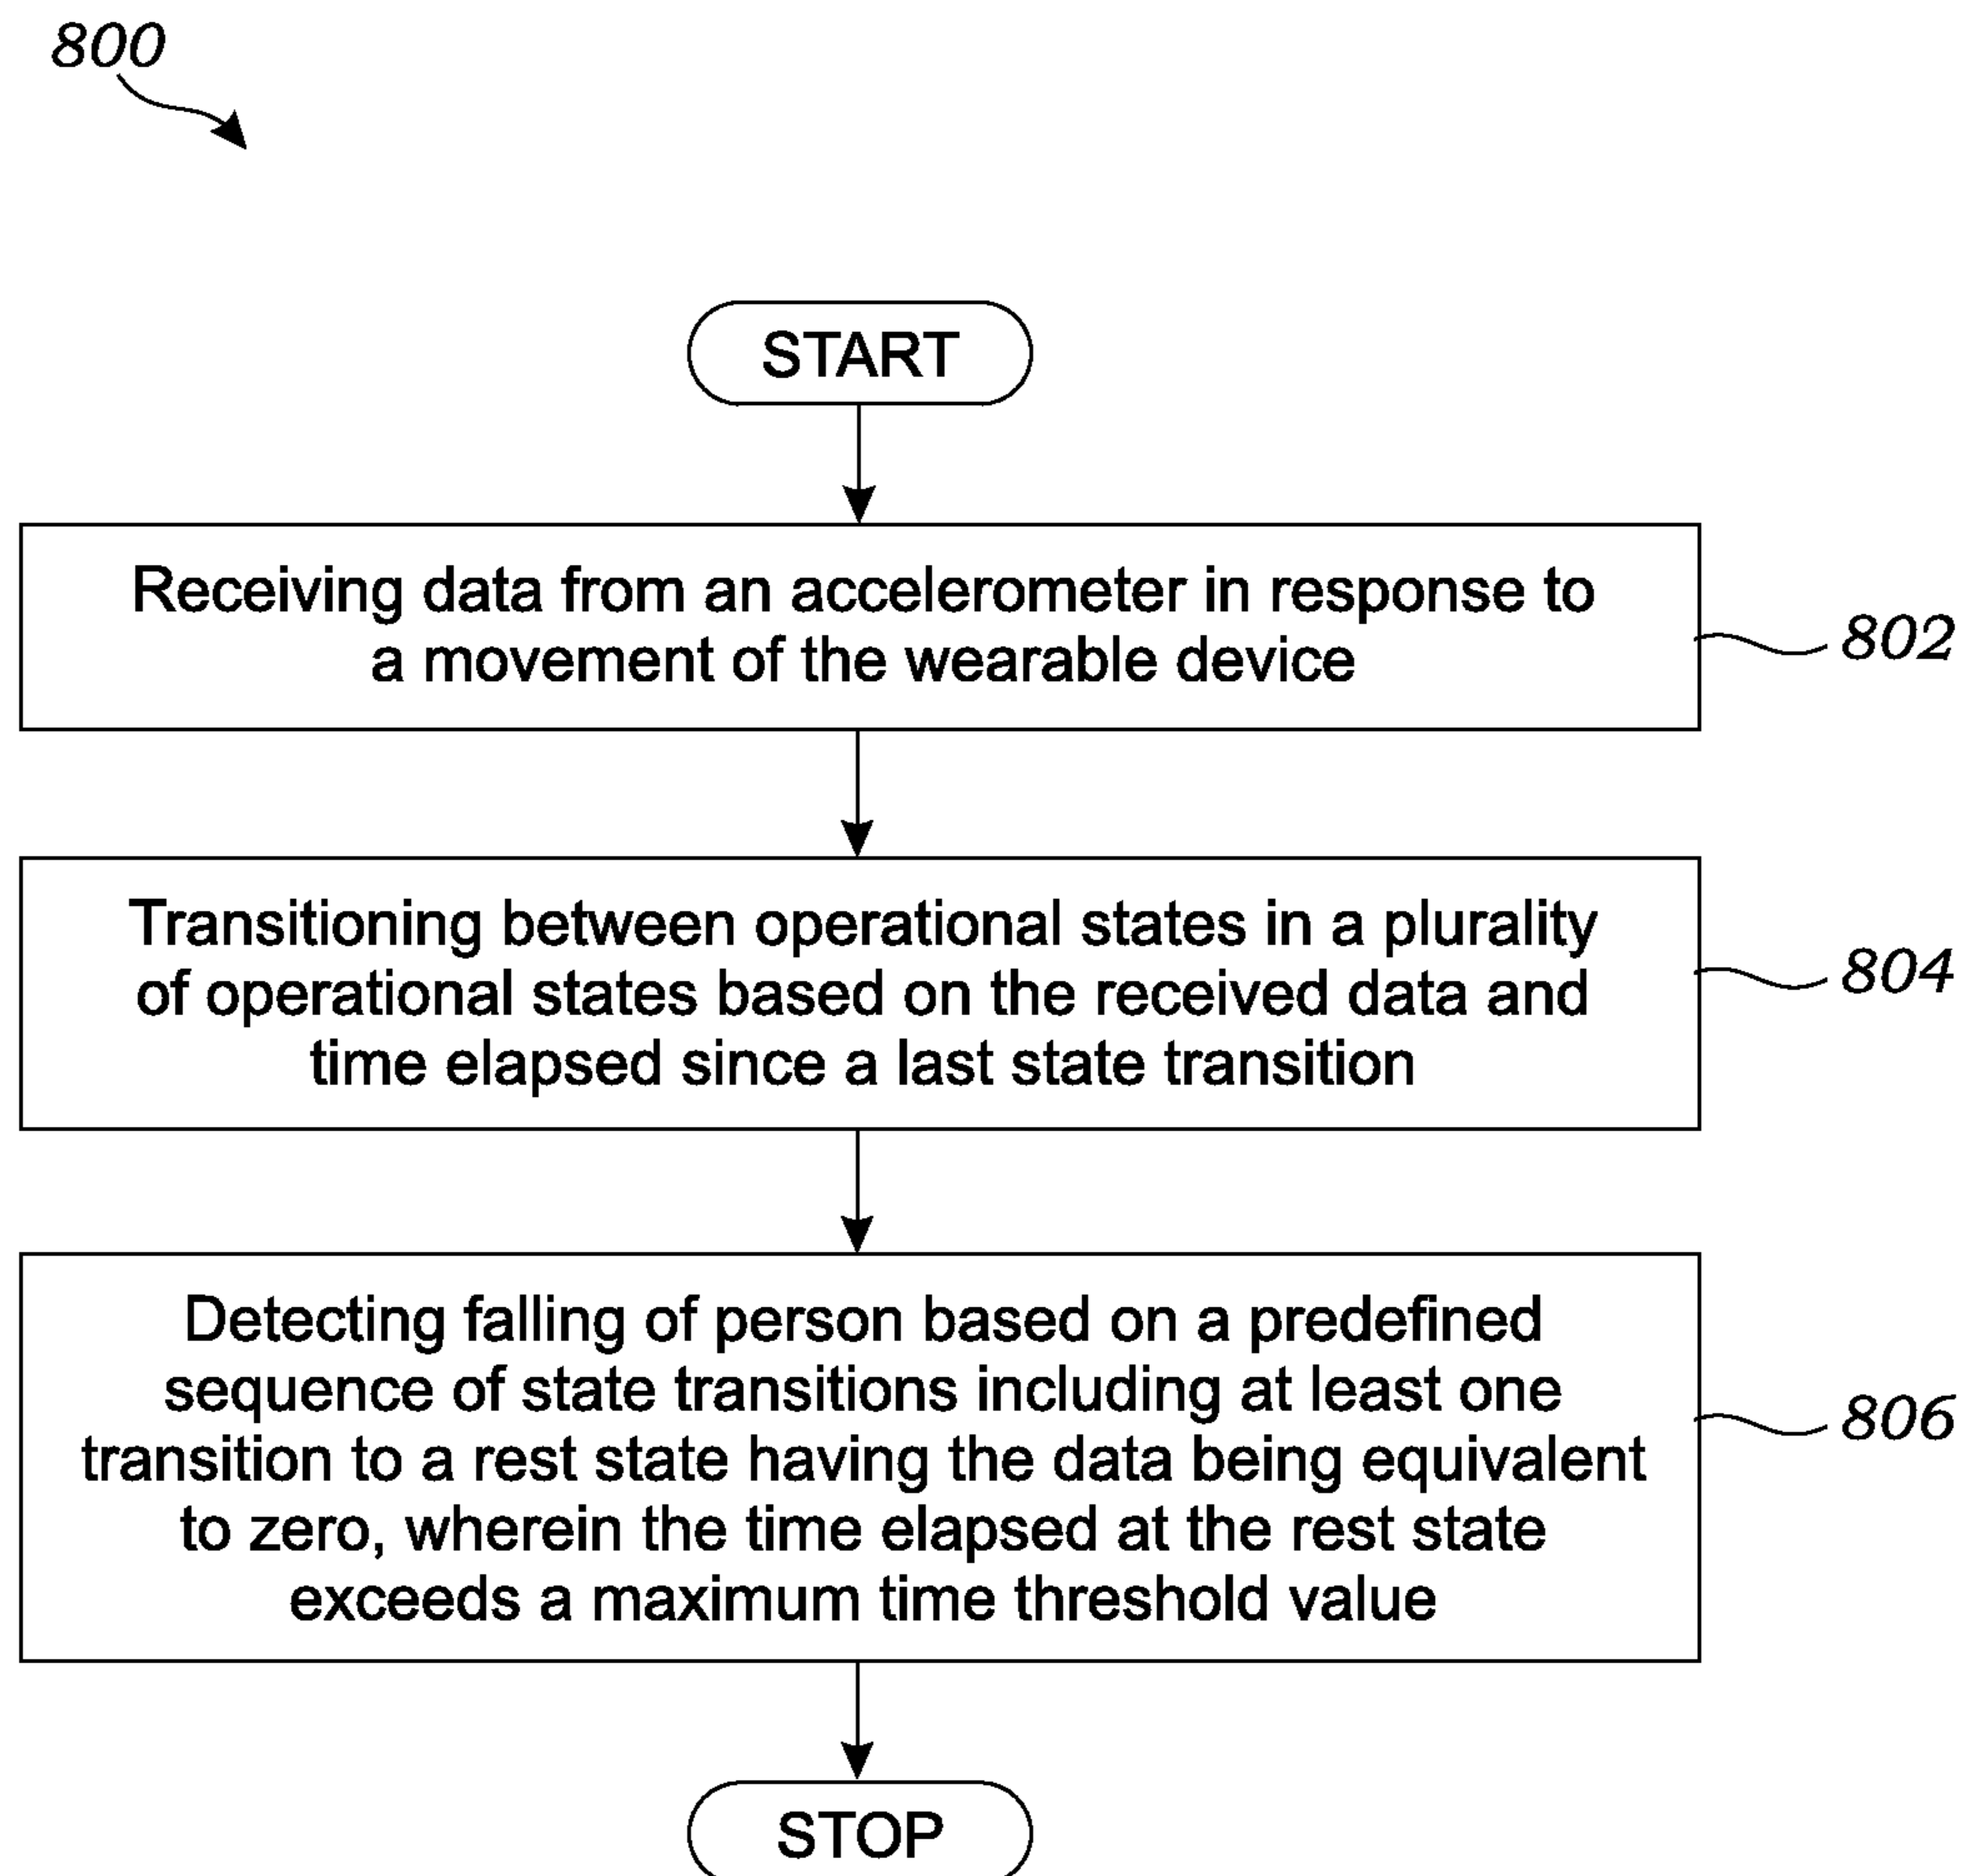 800
START
Receiving data from an accelerometer in response to
a movement of the wearable device
802
Transitioning between operational states in a plurality
of operational states based on the received data and
time elapsed since a last state transition
804
Detecting falling of person based on a predefined
sequence of state transitions including at least one
transition to a rest state having the data being equivalent
to zero, wherein the time elapsed at the rest state
exceeds a maximum time threshold value
806
STOP